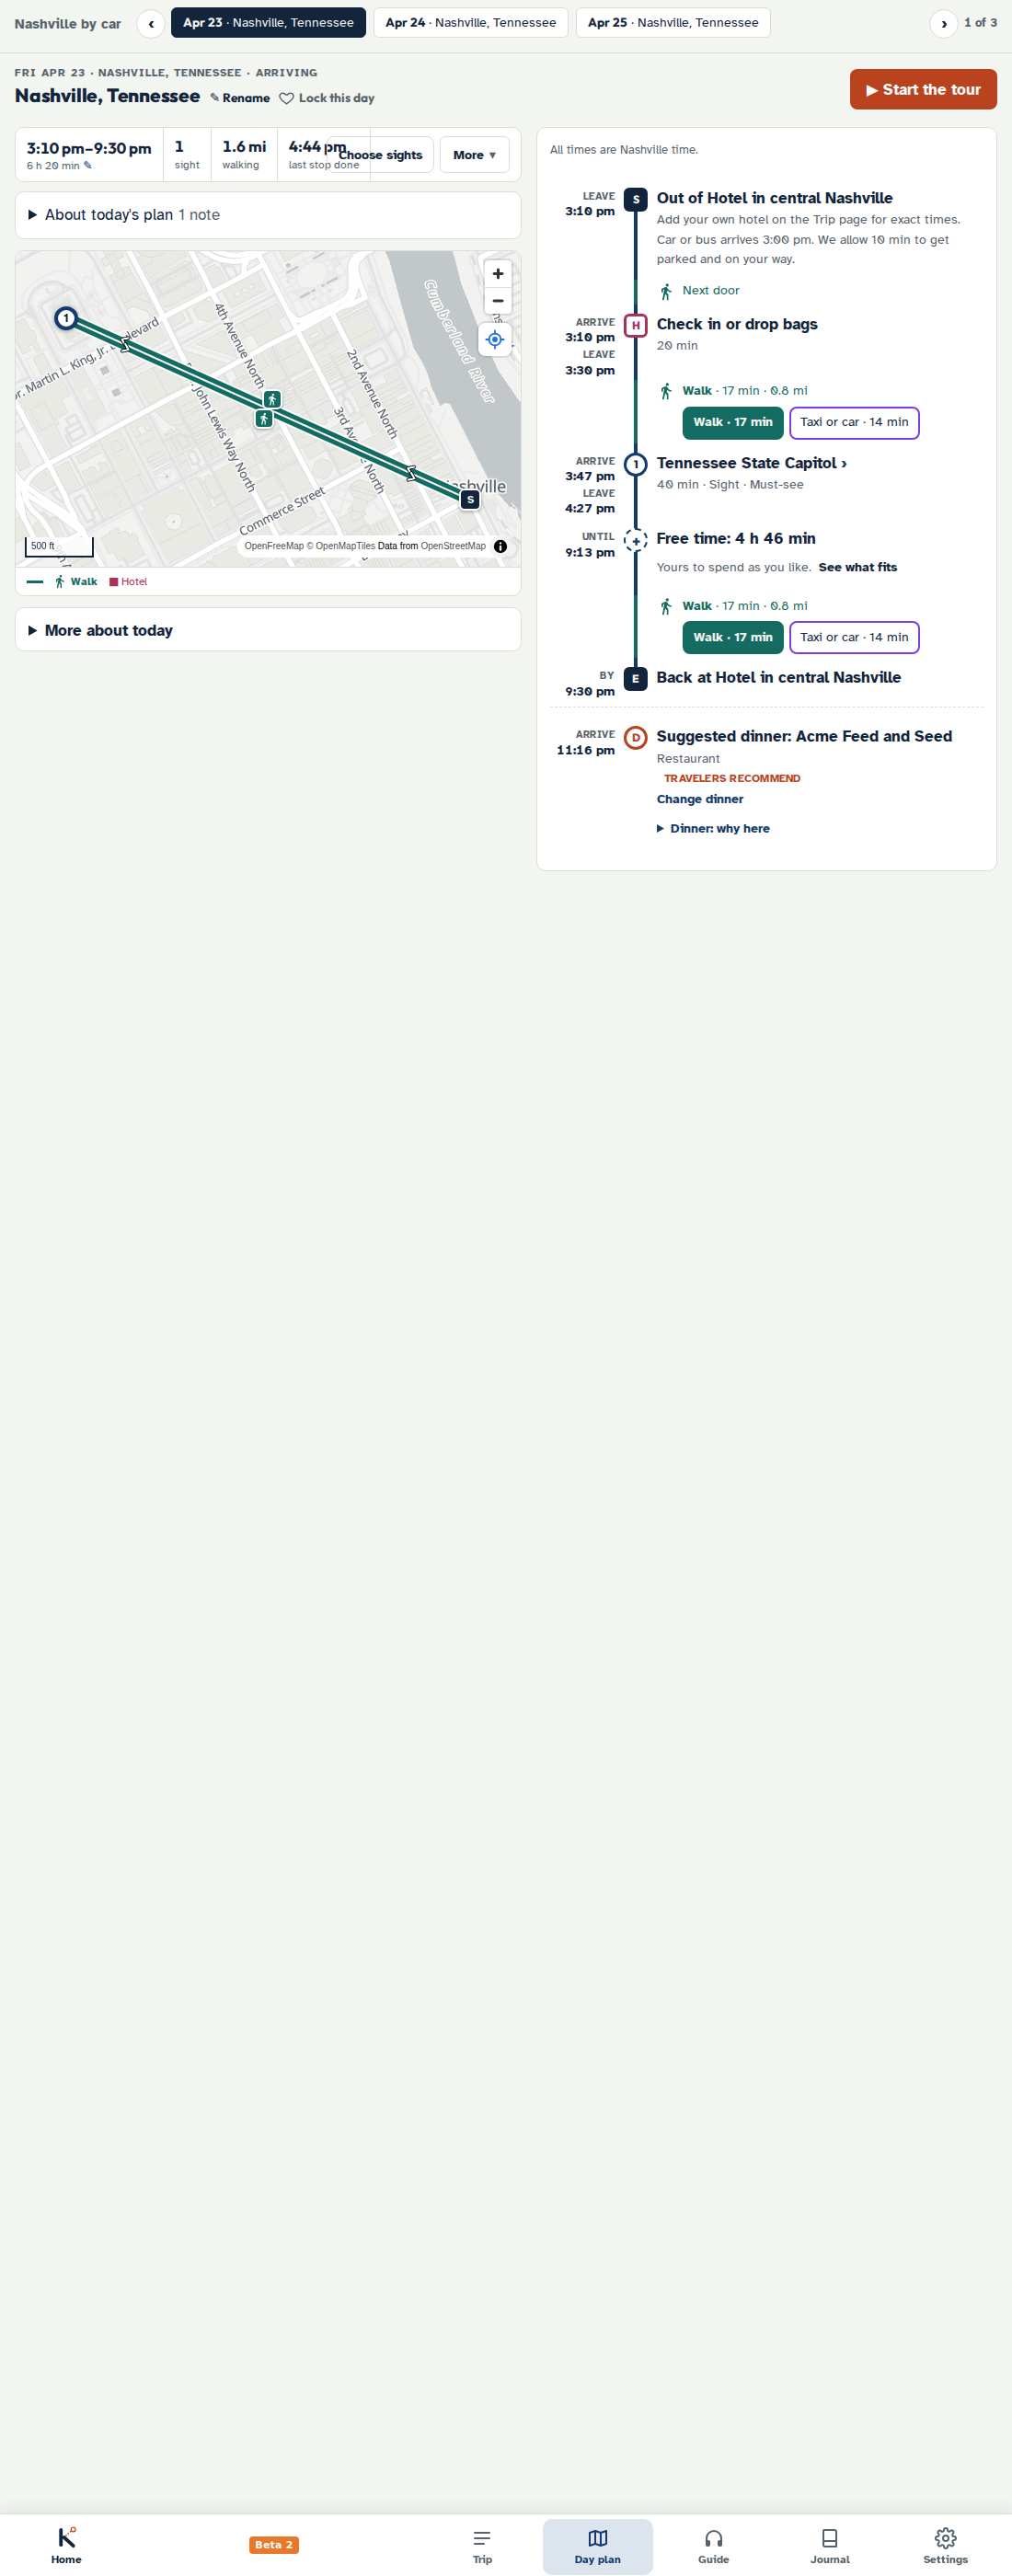 Nashville by car
‹
Apr 23 · Nashville, Tennessee
Apr 24 · Nashville, Tennessee
Apr 25 · Nashville, Tennessee
›
1 of 3
FRI APR 23 · NASHVILLE, TENNESSEE · ARRIVING
Nashville, Tennessee
✎ Rename
Lock this day
▶ Start the tour
3:10 pm–9:30 pm
6 h 20 min ✎
1
sight
1.6 mi
walking
4:44 pm
last stop done
Choose sights
More ▼
▶ About today's plan 1 note
Cumberland River
4th Avenue North
2nd Avenue North
John Lewis Way North
Commerce Street
1
S
+
−
500 ft
OpenFreeMap © OpenMapTiles Data from OpenStreetMap
Walk
Hotel
▶ More about today
All times are Nashville time.
LEAVE
3:10 pm
S
Out of Hotel in central Nashville
Add your own hotel on the Trip page for exact times.
Car or bus arrives 3:00 pm. We allow 10 min to get
parked and on your way.
Next door
ARRIVE
3:10 pm
LEAVE
3:30 pm
H
Check in or drop bags
20 min
Walk · 17 min · 0.8 mi
Walk · 17 min
Taxi or car · 14 min
ARRIVE
3:47 pm
LEAVE
4:27 pm
1
Tennessee State Capitol ›
40 min · Sight · Must-see
UNTIL
9:13 pm
+
Free time: 4 h 46 min
Yours to spend as you like. See what fits
Walk · 17 min · 0.8 mi
Walk · 17 min
Taxi or car · 14 min
BY
9:30 pm
E
Back at Hotel in central Nashville
ARRIVE
11:16 pm
D
Suggested dinner: Acme Feed and Seed
Restaurant
TRAVELERS RECOMMEND
Change dinner
▶ Dinner: why here
Home
Beta 2
Trip
Day plan
Guide
Journal
Settings